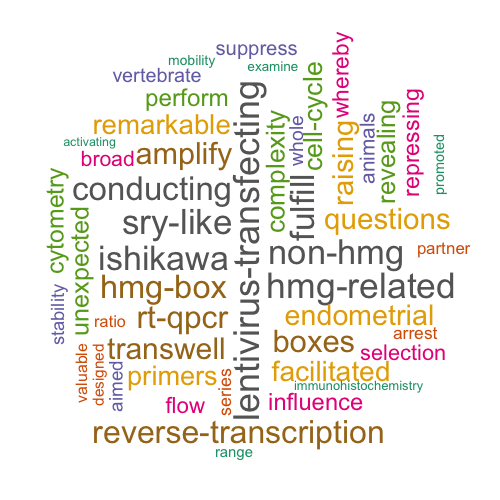 suppress
mobility
examine
vertebrate
whereby
cell-cycle
perform
lentivirus-transfecting
complexity
whole
raising
animals
revealing
repressing
promoted
remarkable
activating
broad
amplify
fulfill
conducting
sry-like
questions
cytometry
unexpected
ishikawa
non-hmg
partner
hmg-box
hmg-related
stability
ratio
rt-qpcr
endometrial
arrest
boxes
selection
transwell
valuable
designed
aimed
primers
facilitated
immunohistochemistry
series
flow
influence
reverse-transcription
range